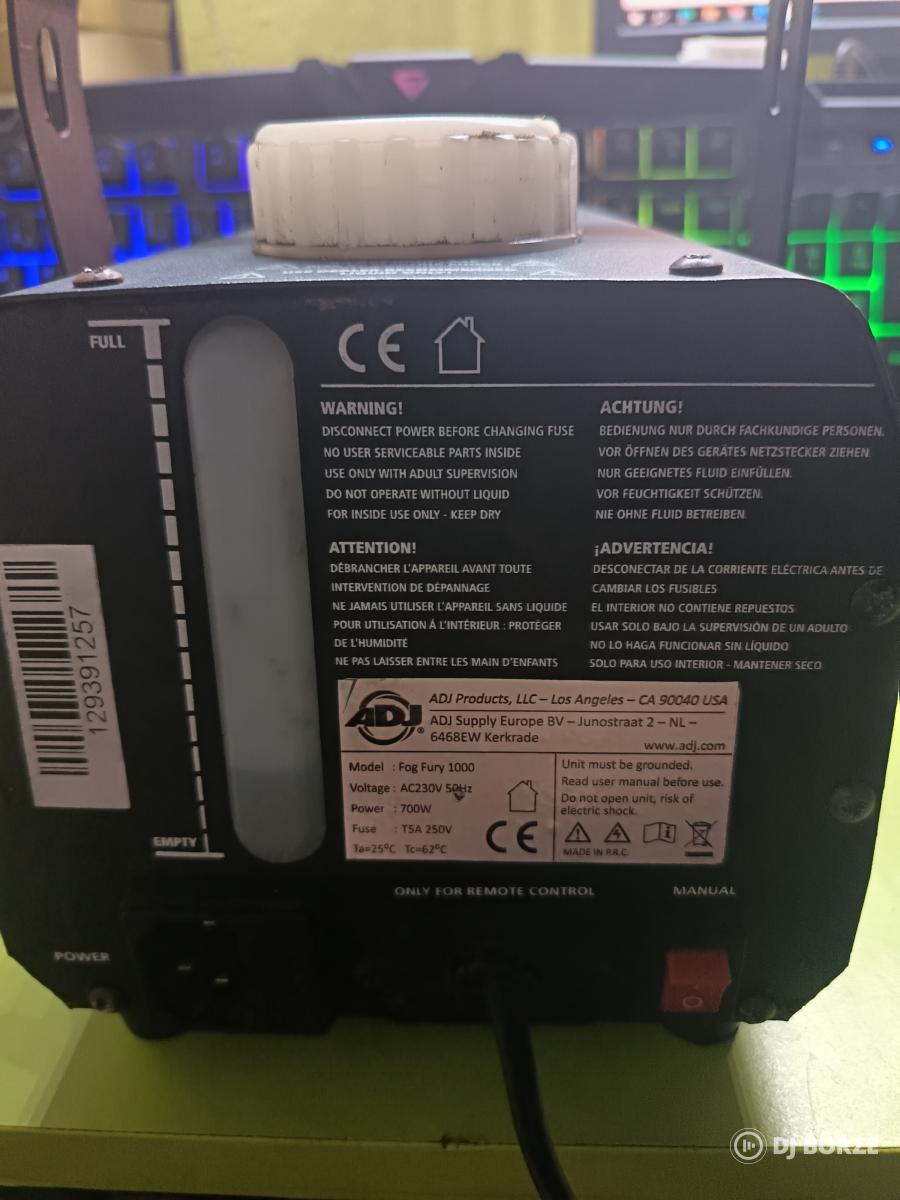 FULL
CE
WARNING!
DISCONNECT POWER BEFORE CHANGING FUSE
NO USER SERVICEABLE PARTS INSIDE
USE ONLY WITH ADULT SUPERVISION
DO NOT OPERATE WITHOUT LIQUID
FOR INSIDE USE ONLY - KEEP DRY
ACHTUNG!
BEDIENUNG NUR DURCH FACHKUNDIGE PERSONEN.
VOR ÖFFNEN DES GERÄTES NETZSTECKER ZIEHEN.
NUR GEEIGNETES FLUID EINFÜLLEN.
VOR FEUCHTIGKEIT SCHÜTZEN.
NIE OHNE FLUID BETREIBEN.
ATTENTION!
DÉBRANCHER L'APPAREIL AVANT TOUTE
INTERVENTION DE DÉPANNAGE
NE JAMAIS UTILISER L'APPAREIL SANS LIQUIDE
POUR UTILISATION Á L'INTÉRIEUR : PROTÉGER
DE L'HUMIDITÉ
NE PAS LAISSER ENTRE LES MAIN D'ENFANTS
¡ADVERTENCIA!
DESCONECTAR DE LA CORRIENTE ELÉCTRICA ANTES DE
CAMBIAR LOS FUSIBLES
EL INTERIOR NO CONTIENE REPUESTOS
USAR SOLO BAJO LA SUPERVISIÓN DE UN ADULTO
NO LO HAGA FUNCIONAR SIN LÍQUIDO
SOLO PARA USO INTERIOR - MANTENER SECO
129391257
EMPTY
ADJ®
ADJ Products, LLC – Los Angeles – CA 90040 USA
ADJ Supply Europe BV – Junostraat 2 – NL –
6468EW Kerkrade
www.adj.com
Model : Fog Fury 1000
Voltage : AC230V 50Hz
Power : 700W
Fuse : T5A 250V
Ta=25°C Tc=62°C
CE
Unit must be grounded.
Read user manual before use.
Do not open unit, risk of
electric shock.
MADE IN P.R.C.
ONLY FOR REMOTE CONTROL
MANUAL
POWER
DJ BÖRZE